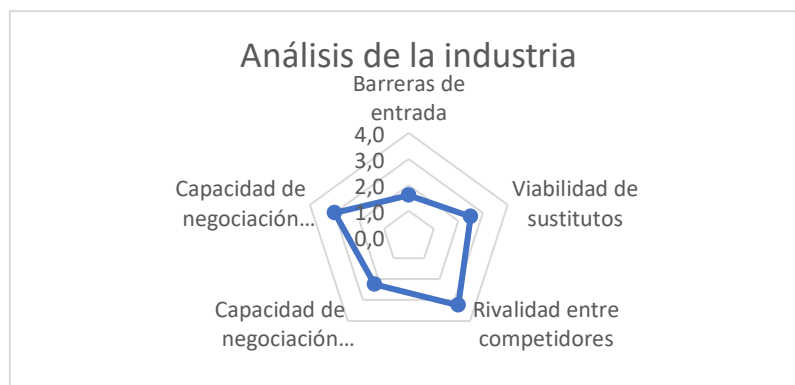 Análisis de la industria
Barreras de
entrada
4,0
3,0
2,0
1,0
0,0
Viabilidad de
sustitutos
Rivalidad entre
competidores
Capacidad de
negociación...
Capacidad de
negociación...